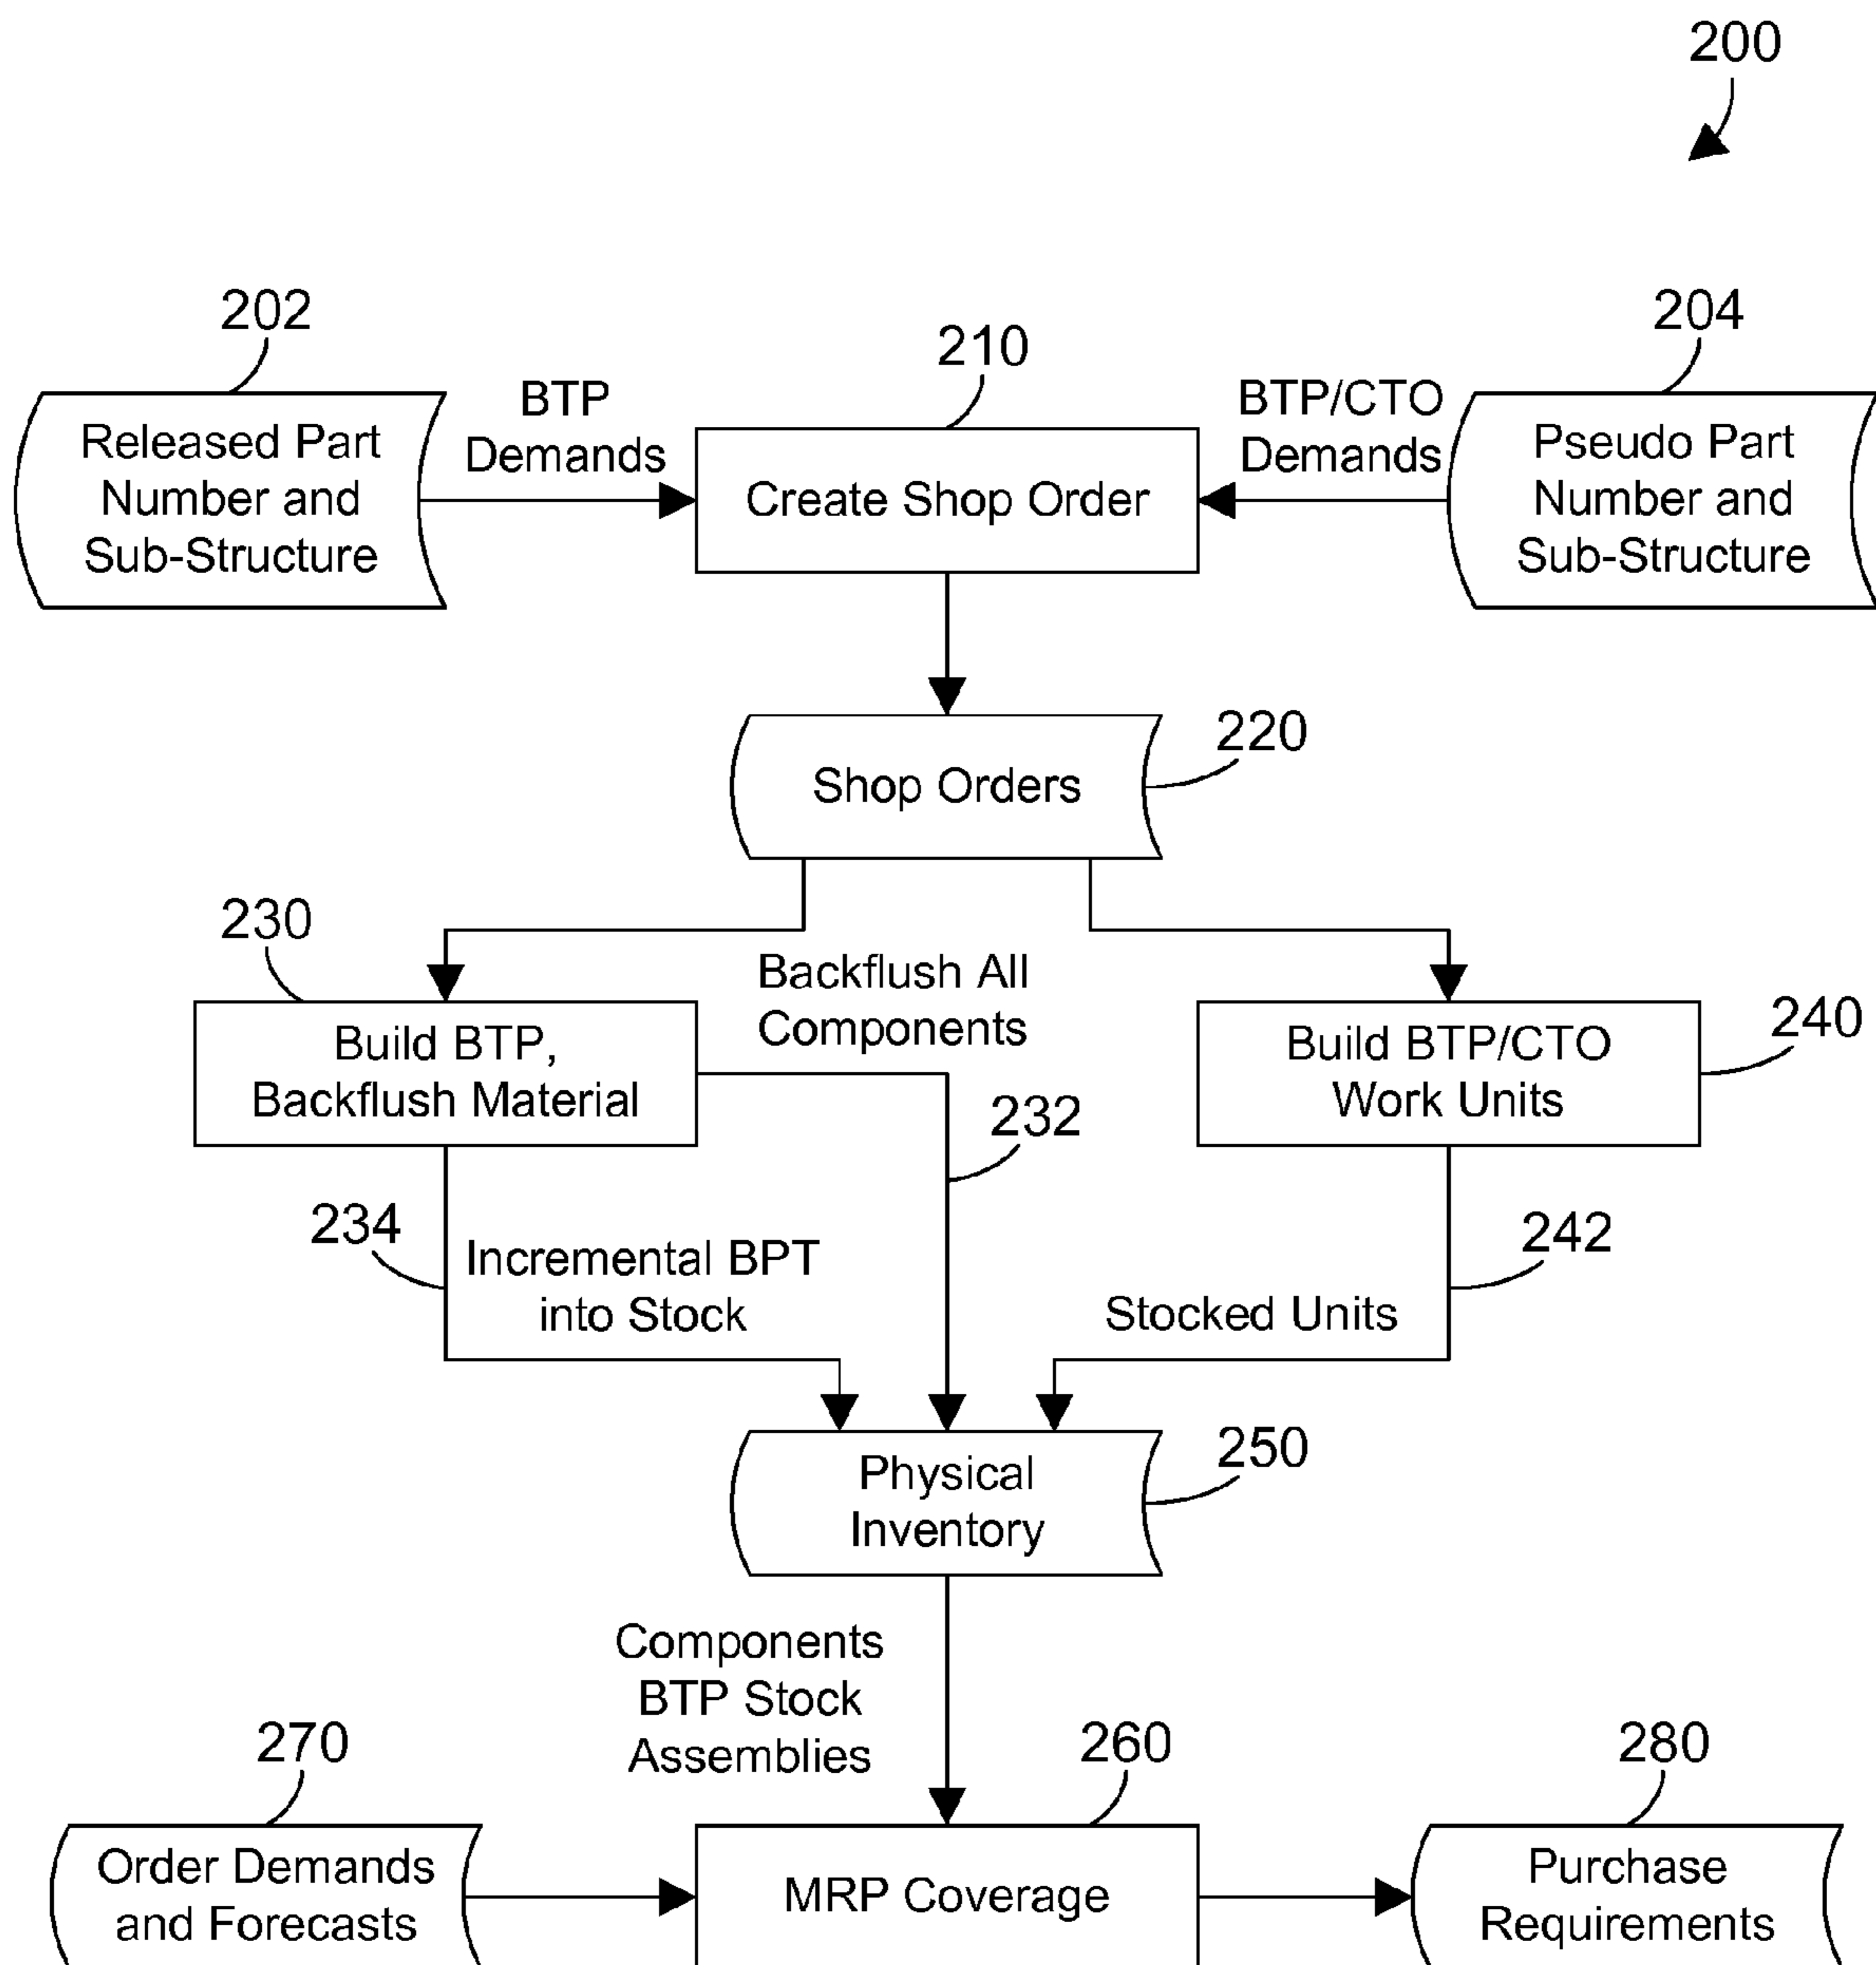 200
202
210
204
Released Part
Number and
Sub-Structure
BTP
Demands
Create Shop Order
BTP/CTO
Demands
Pseudo Part
Number and
Sub-Structure
220
Shop Orders
230
Backflush All
Components
Build BTP,
Backflush Material
Build BTP/CTO
Work Units
240
232
234
Incremental BPT
into Stock
242
Stocked Units
250
Physical
Inventory
Components
BTP Stock
Assemblies
270
260
280
Order Demands
and Forecasts
MRP Coverage
Purchase
Requirements